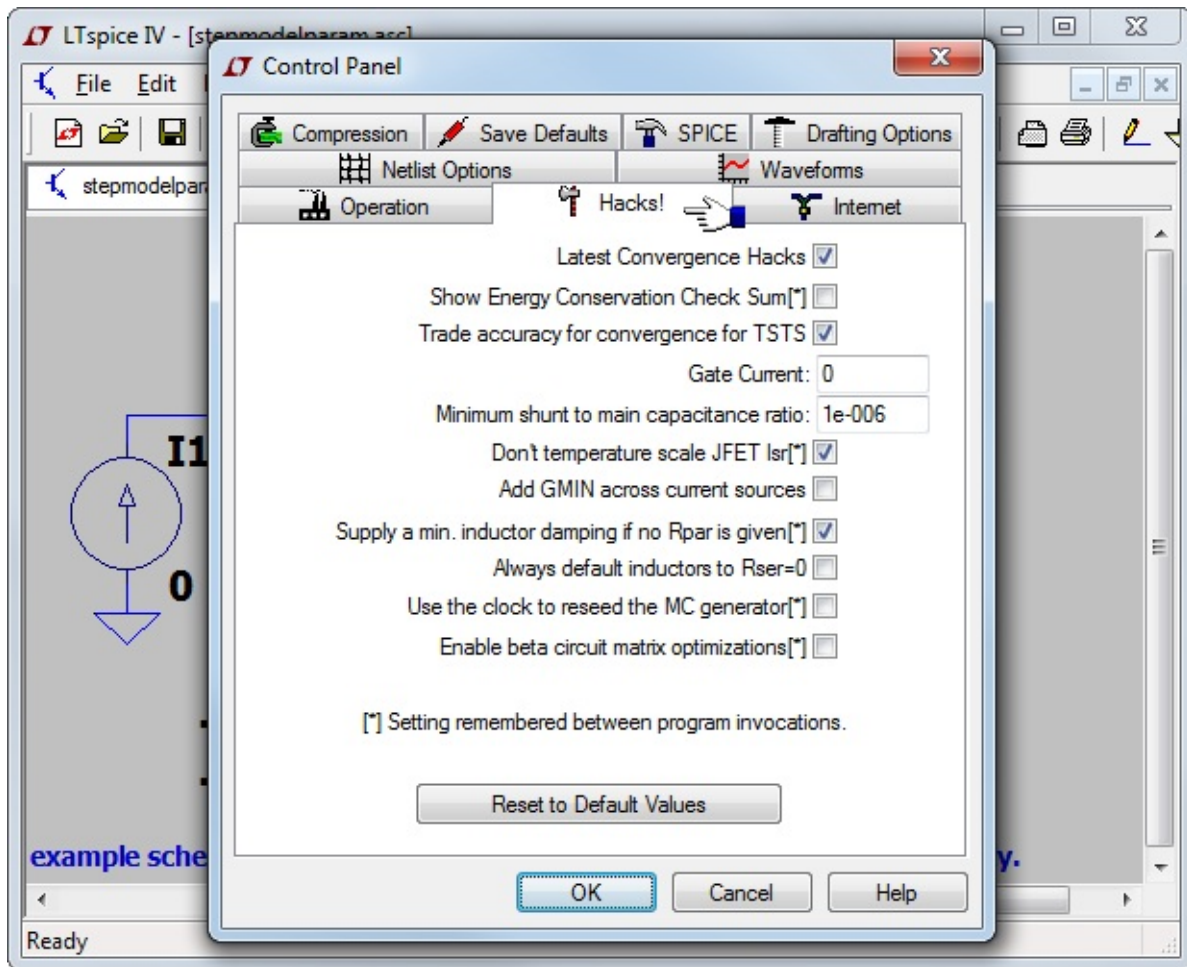 LTspice IV - [stepmodelparam.asc]
Control Panel
File Edit
Compression Save Defaults SPICE Drafting Options
Netlist Options Waveforms
stepmodelpar
Operation Hacks! Internet
Latest Convergence Hacks
Show Energy Conservation Check Sum[*]
Trade accuracy for convergence for TSTS
Gate Current: 0
Minimum shunt to main capacitance ratio: 1e-006
I1
Don't temperature scale JFET Isr[*]
Add GMIN across current sources
Supply a min. inductor damping if no Rpar is given[*]
Always default inductors to Rser=0
0
Use the clock to reseed the MC generator[*]
Enable beta circuit matrix optimizations[*]
[*] Setting remembered between program invocations.
Reset to Default Values
example sche y.
OK Cancel Help
Ready